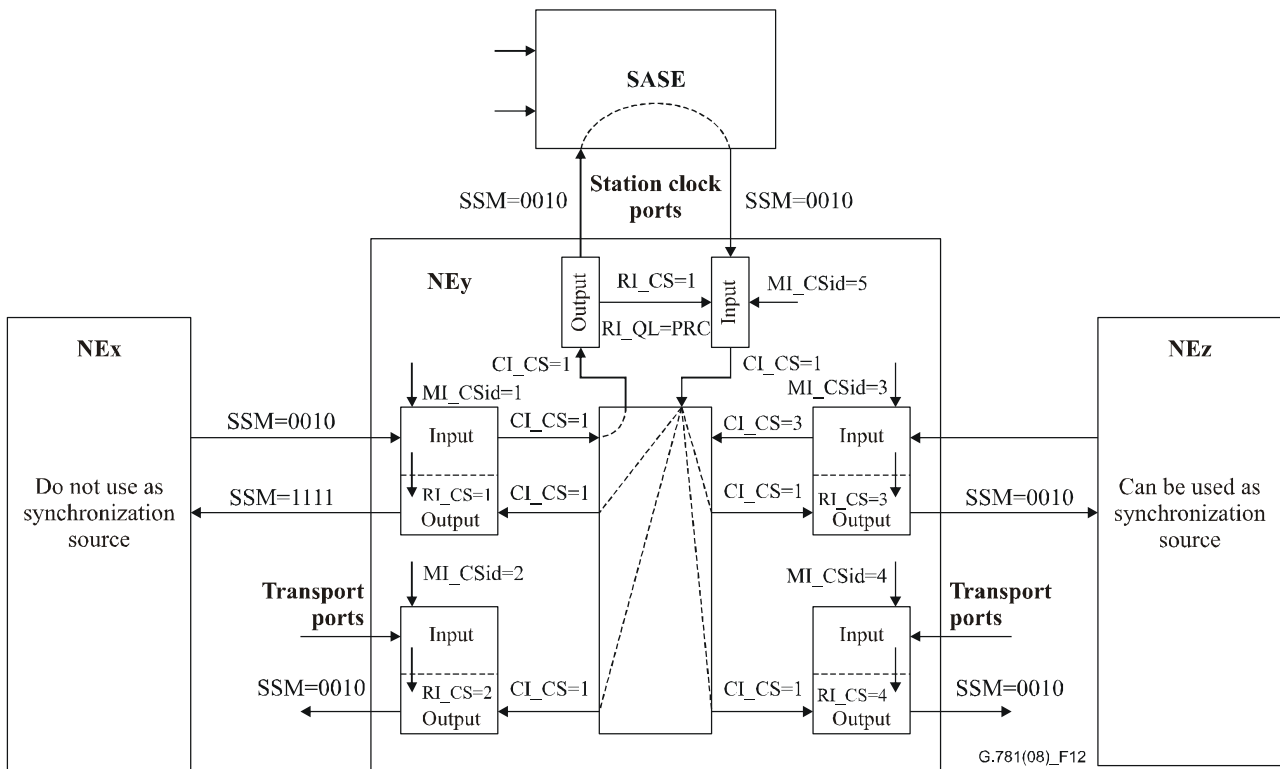 SASE
Station clock
ports
SSM=0010
SSM=0010
NEy
Output
RI_CS=1
RI_QL=PRC
Input
MI_CSid=5
NEx
NEz
CI_CS=1
CI_CS=1
MI_CSid=1
MI_CSid=3
SSM=0010
Input
CI_CS=1
CI_CS=3
Input
Do not use as
synchronization
source
SSM=1111
RI_CS=1
Output
CI_CS=1
CI_CS=1
RI_CS=3
Output
SSM=0010
Can be used as
synchronization
source
MI_CSid=2
MI_CSid=4
Transport
ports
Input
Input
Transport
ports
SSM=0010
RI_CS=2
Output
CI_CS=1
CI_CS=1
RI_CS=4
Output
SSM=0010
G.781(08)_F12